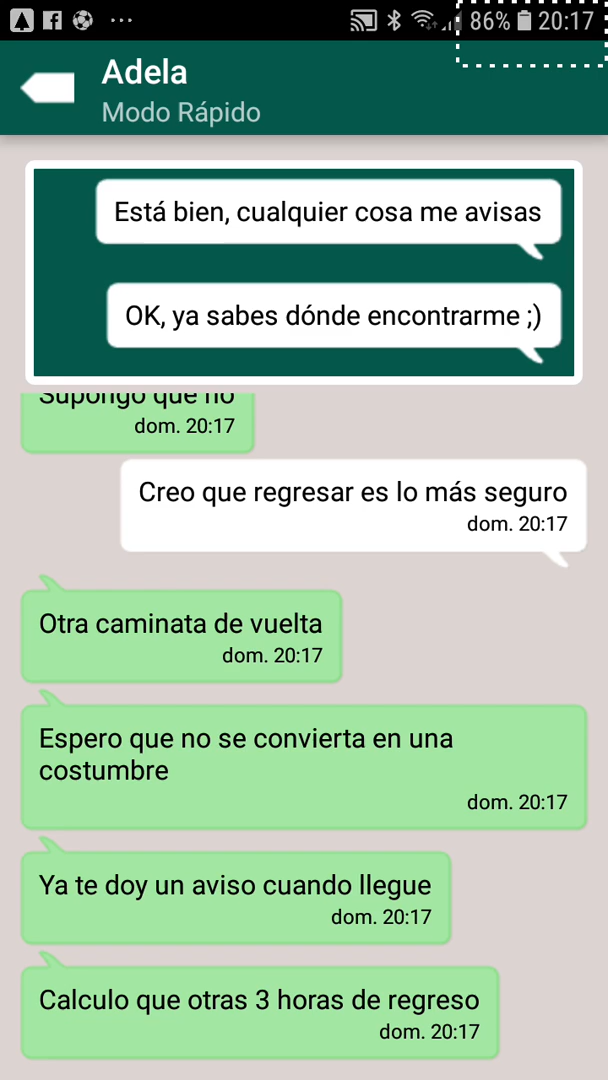 86% 20:17
Adela
Modo Rápido
Está bien, cualquier cosa me avisas
OK, ya sabes dónde encontrarme ;)
Supongo que no
dom. 20:17
Creo que regresar es lo más seguro
dom. 20:17
Otra caminata de vuelta
dom. 20:17
Espero que no se convierta en una
costumbre
dom. 20:17
Ya te doy un aviso cuando llegue
dom. 20:17
Calculo que otras 3 horas de regreso
dom. 20:17